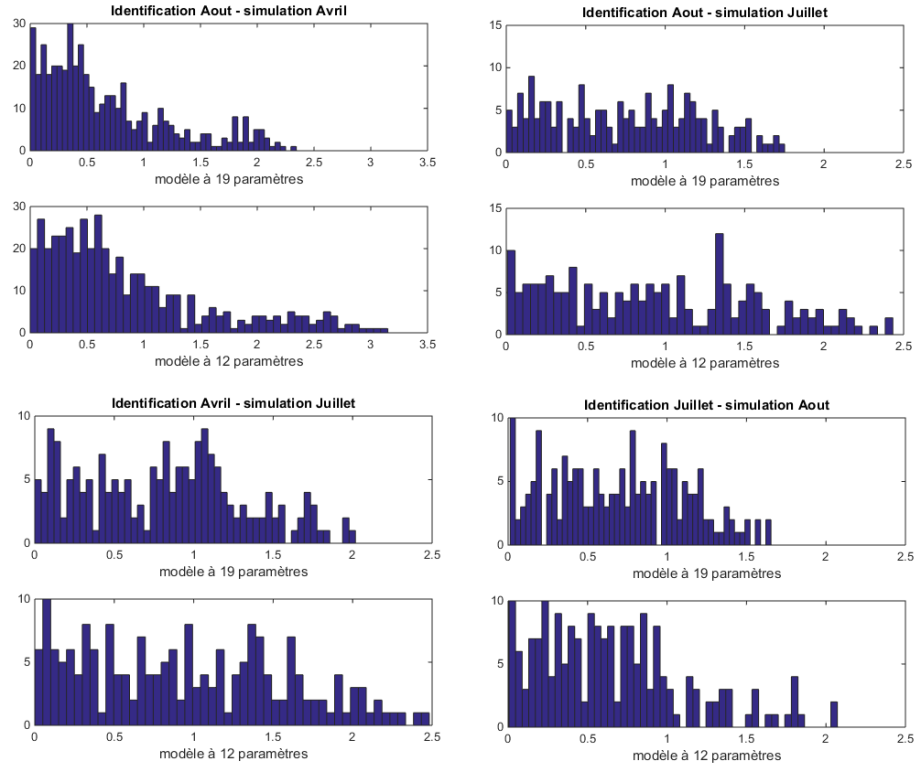 Identification Aout - simulation Avril
30
20
10
0
0 0.5 1 1.5 2 2.5 3 3.5
modèle à 19 paramètres
30
20
10
0
0 0.5 1 1.5 2 2.5 3 3.5
modèle à 12 paramètres
Identification Aout - simulation Juillet
15
10
5
0
0 0.5 1 1.5 2 2.5
modèle à 19 paramètres
15
10
5
0
0 0.5 1 1.5 2 2.5
modèle à 12 paramètres
Identification Avril - simulation Juillet
10
5
0
0 0.5 1 1.5 2 2.5
modèle à 19 paramètres
10
5
0
0 0.5 1 1.5 2 2.5
modèle à 12 paramètres
Identification Juillet - simulation Aout
10
5
0
0 0.5 1 1.5 2 2.5
modèle à 19 paramètres
10
5
0
0 0.5 1 1.5 2 2.5
modèle à 12 paramètres